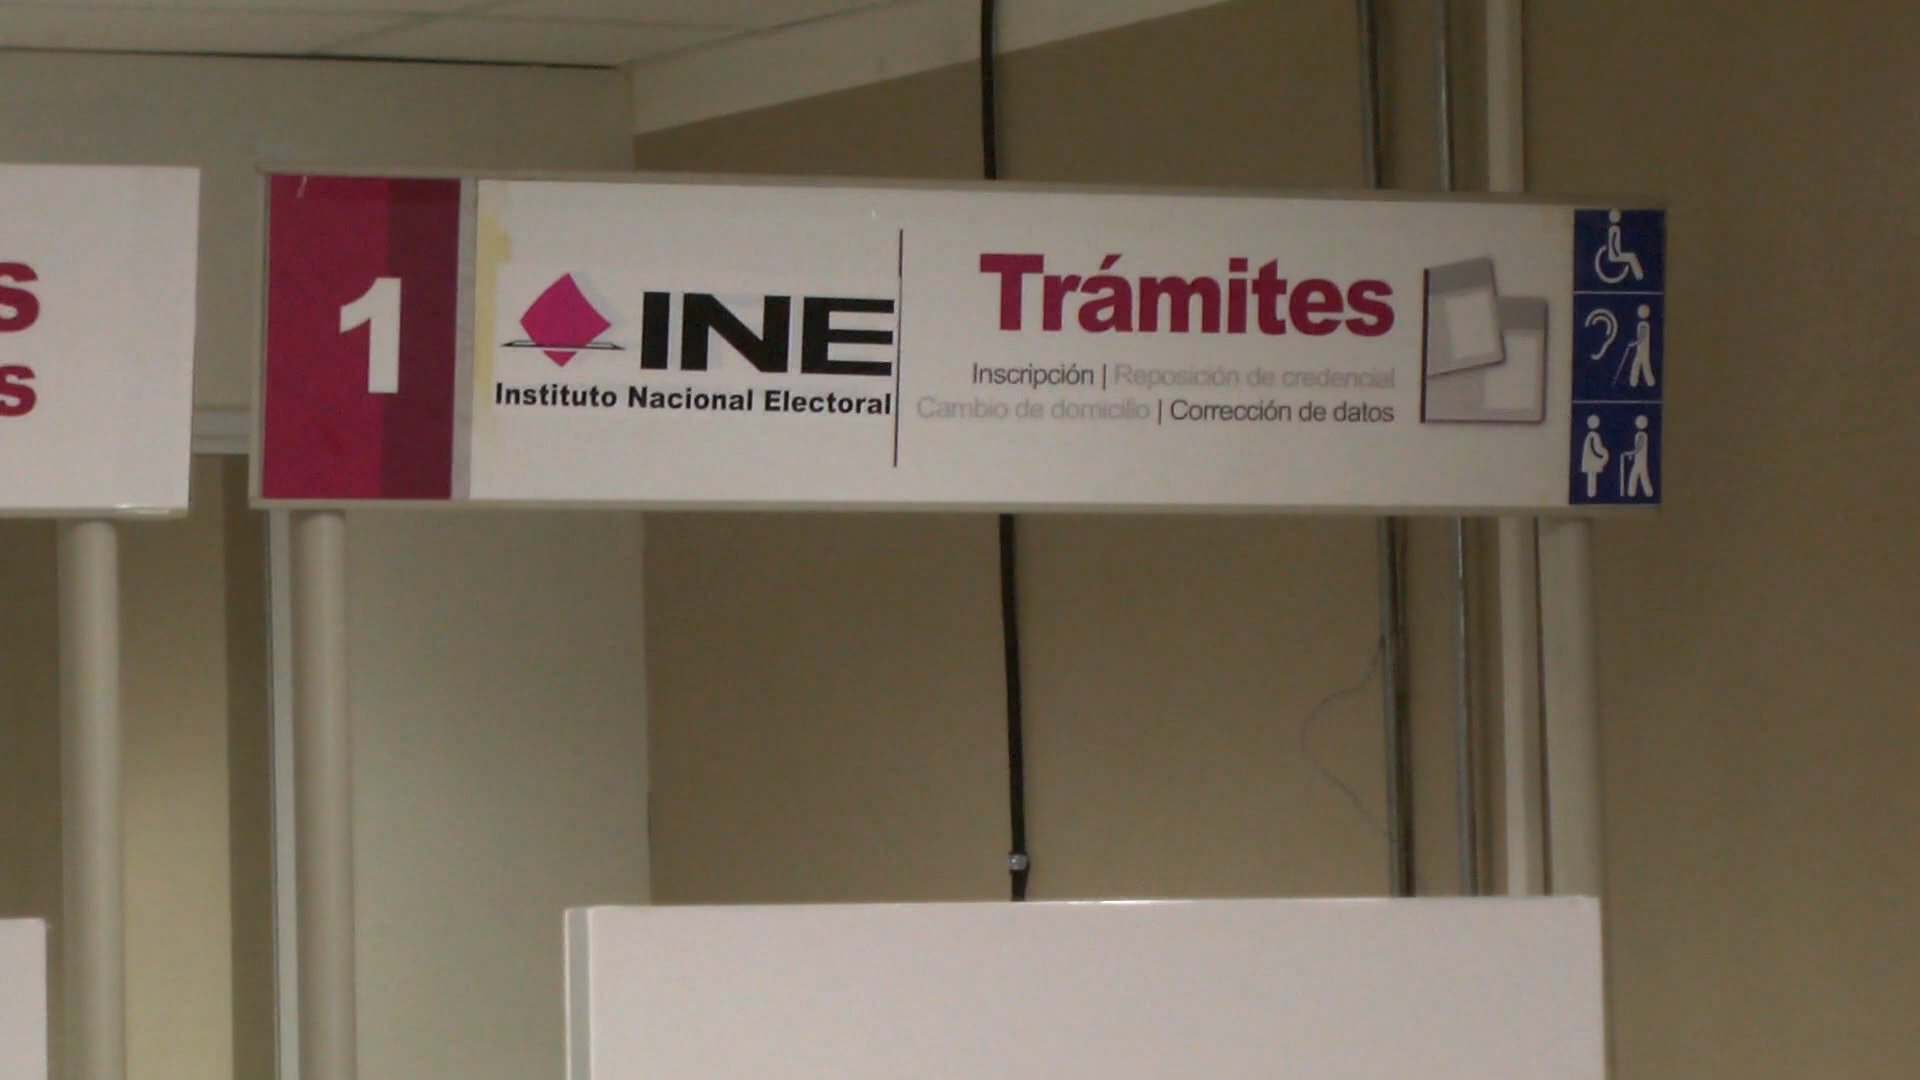 s
s
1
INE
Instituto Nacional Electoral
Trámites
Inscripción | Reposición de credencial
Cambio de domicilio | Corrección de datos